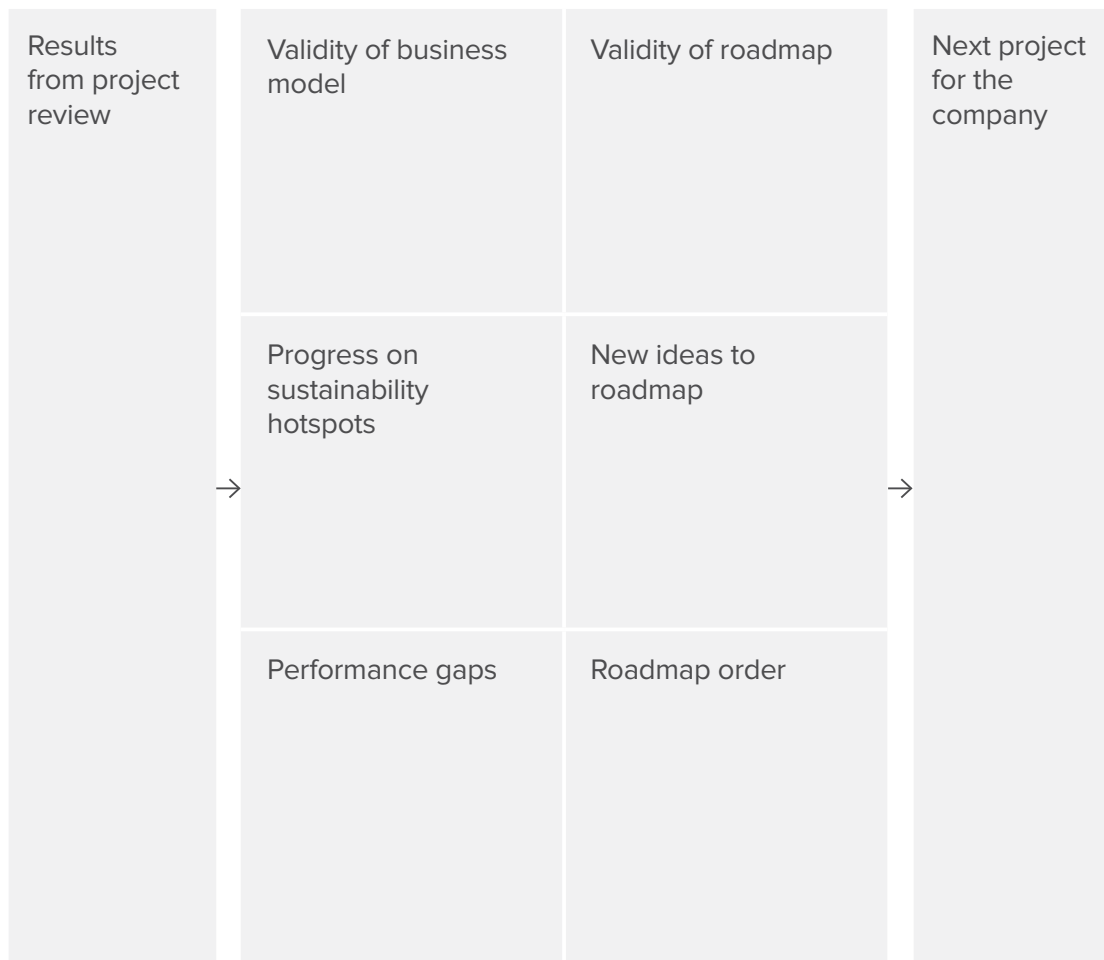 Results
from project
review
Validity of business
model
Validity of roadmap
Progress on
sustainability
hotspots
New ideas to
roadmap
Performance gaps
Roadmap order
Next project
for the
company